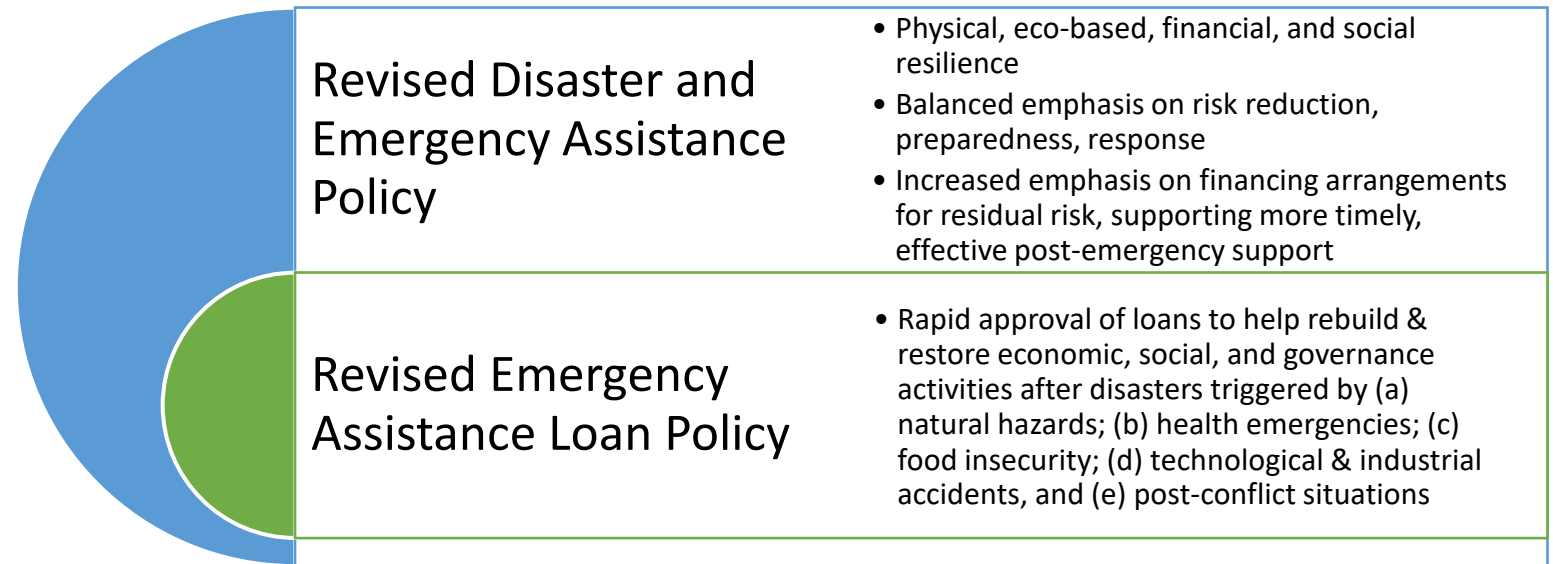 Revised Disaster and
Emergency Assistance
Policy
• Physical, eco-based, financial, and social
resilience
• Balanced emphasis on risk reduction,
preparedness, response
• Increased emphasis on financing arrangements
for residual risk, supporting more timely,
effective post-emergency support
Revised Emergency
Assistance Loan Policy
• Rapid approval of loans to help rebuild &
restore economic, social, and governance
activities after disasters triggered by (a)
natural hazards; (b) health emergencies; (c)
food insecurity; (d) technological & industrial
accidents, and (e) post-conflict situations